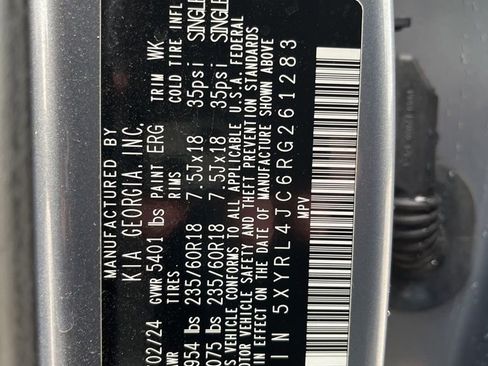 MANUFACTURED BY
KIA GEORGIA, INC.
02/24 GVWR 5401 lbs PAINT ERG TRIM WK
TIRES RIMS COLD TIRE INFL
954 lbs 235/60R18 7.5Jx18 35psi SINGLE
075 lbs 235/60R18 7.5Jx18 35psi SINGLE
VEHICLE CONFORMS TO ALL APPLICABLE U.S.A. FEDERAL
MOTOR VEHICLE SAFETY AND THEFT PREVENTION STANDARDS
EFFECT ON THE DATE OF MANUFACTURE SHOWN ABOVE
5XYRL4JC6RG261283
MPV